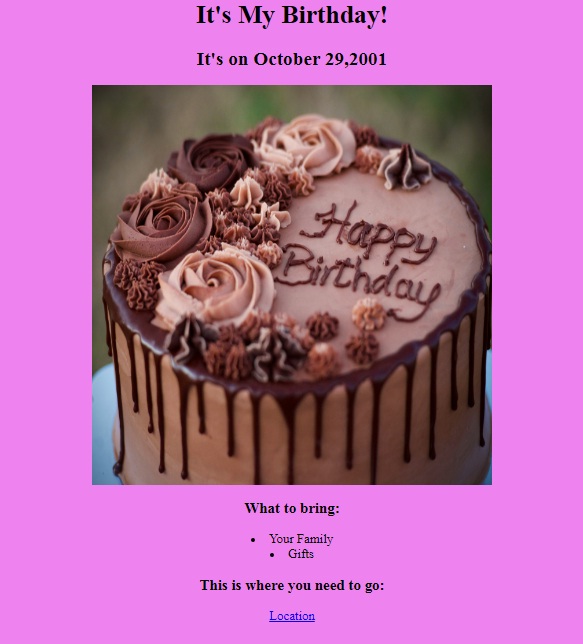 It's My Birthday!
It's on October 29,2001
Happy
Birthday
What to bring:
• Your Family
• Gifts
This is where you need to go:
Location